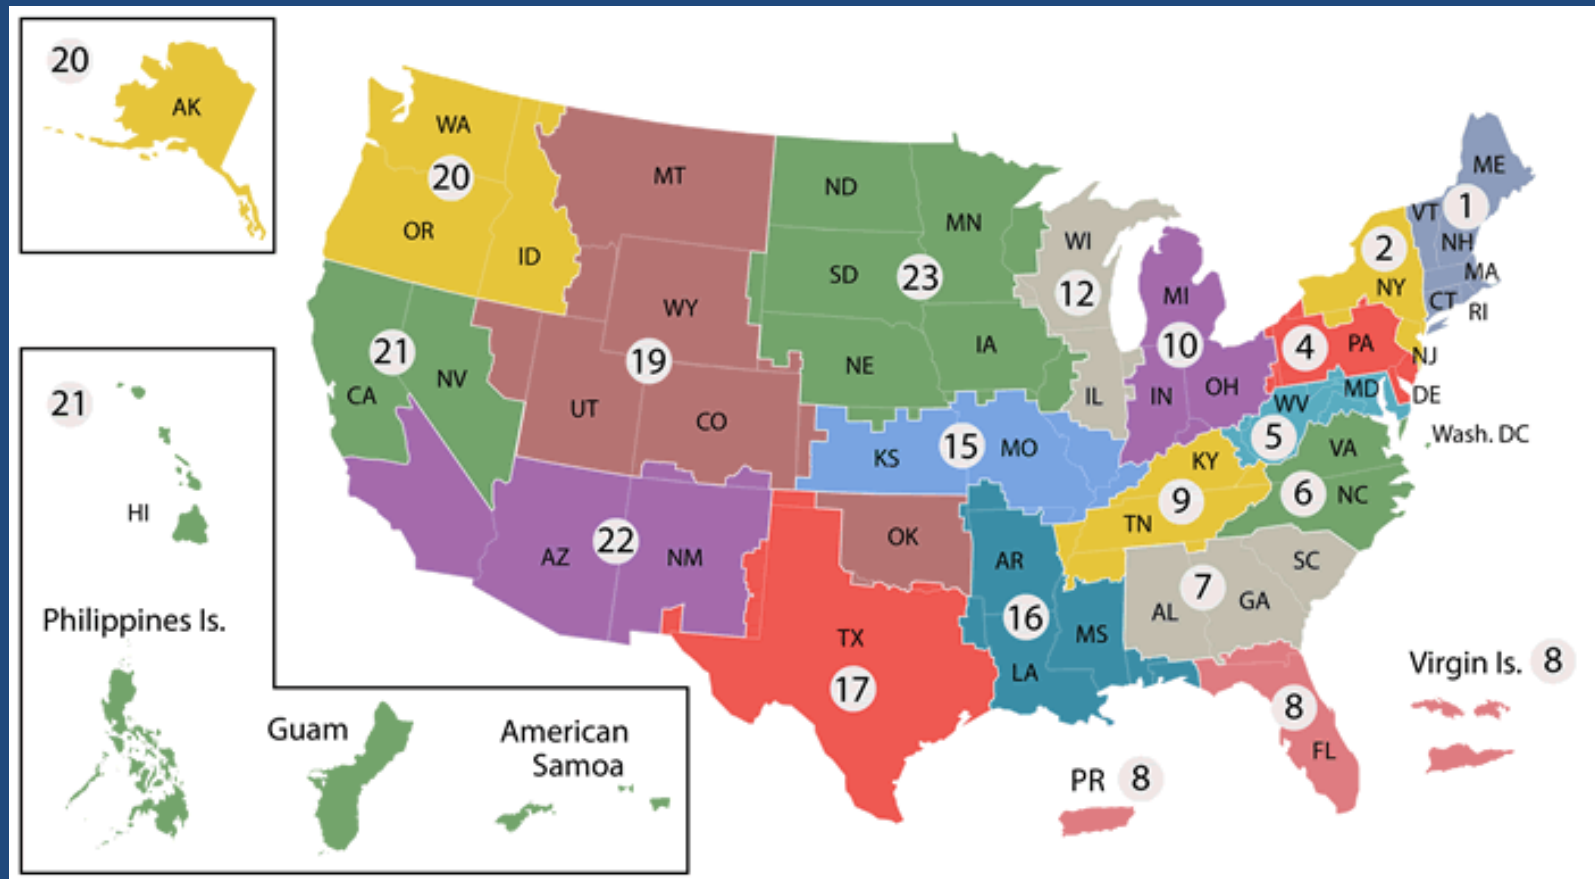 20
AK
WA
20
OR
ID
MT
ND
MN
WI
ME
VT
1
NH
2
NY
MA
CT
RI
SD
23
12
MI
WY
21
CA
NV
19
NE
IA
IL
10
IN
OH
4
PA
NJ
DE
MD
WV
Wash. DC
5
VA
UT
CO
KS
15
MO
KY
9
TN
6
NC
21
HI
AZ
22
NM
OK
AR
16
SC
7
AL
GA
MS
LA
TX
17
8
FL
Virgin Is. 8
PR 8
Philippines Is.
Guam
American
Samoa